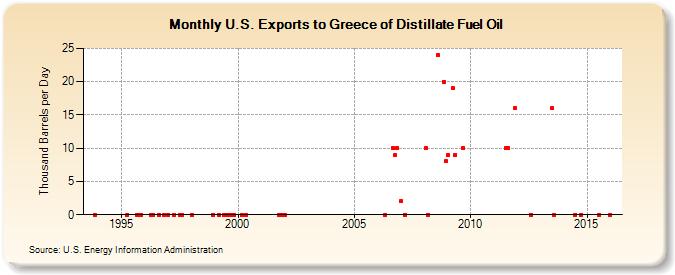 Monthly U.S. Exports to Greece of Distillate Fuel Oil
Thousand Barrels per Day
25
20
15
10
5
0
1995 2000 2005 2010 2015
Source: U.S. Energy Information Administration